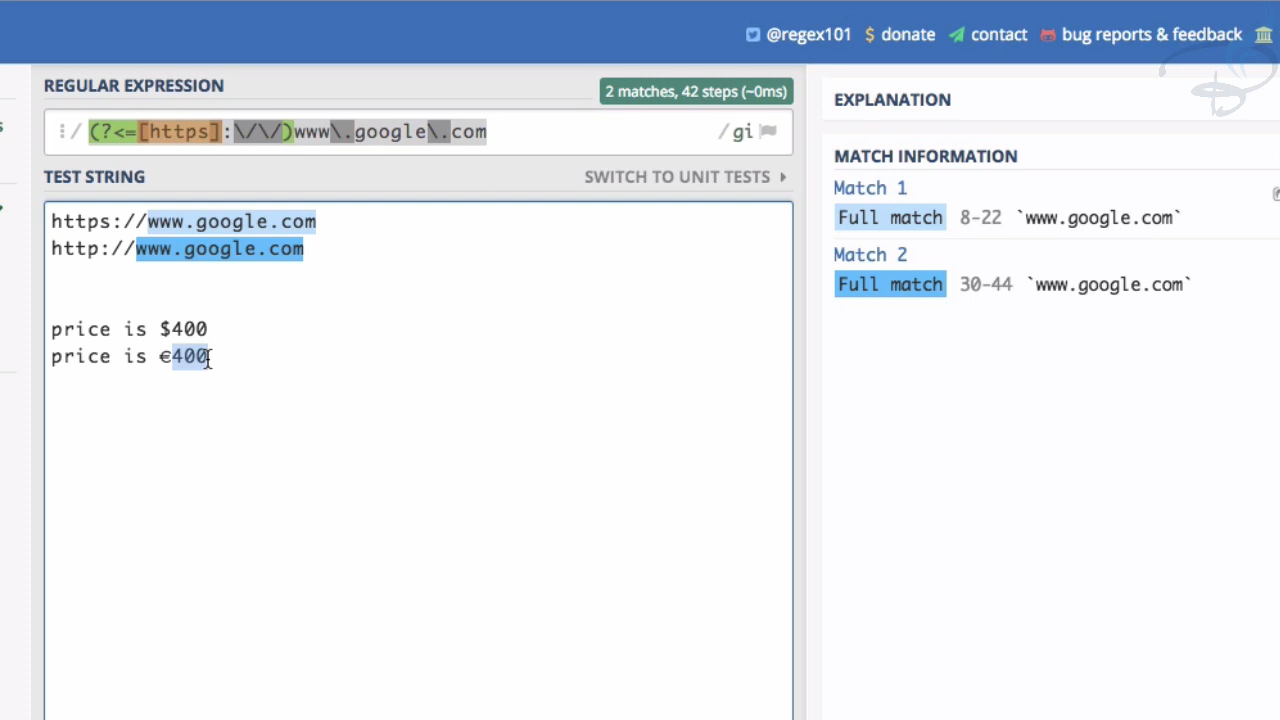 @regex101 $ donate contact bug reports & feedback
REGULAR EXPRESSION
2 matches, 42 steps (~0ms)
/ (?<=[https]:\/\/)www\.google\.com / gi
TEST STRING
SWITCH TO UNIT TESTS
https://www.google.com
http://www.google.com
price is $400
price is €400
EXPLANATION
MATCH INFORMATION
Match 1
Full match 8-22 `www.google.com`
Match 2
Full match 30-44 `www.google.com`